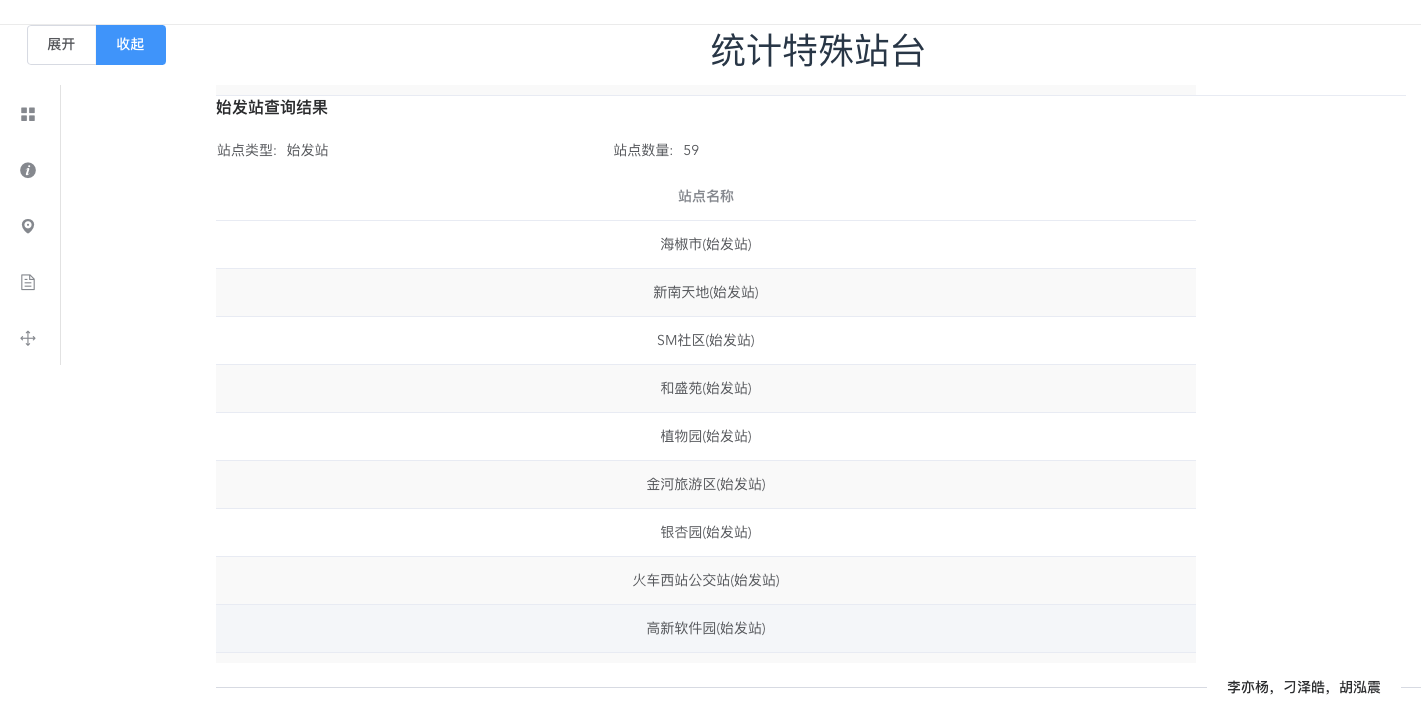 展开 收起
统计特殊站台
始发站查询结果
站点类型: 始发站 站点数量: 59
站点名称
海椒市(始发站)
新南天地(始发站)
SM社区(始发站)
和盛苑(始发站)
植物园(始发站)
金河旅游区(始发站)
银杏园(始发站)
火车西站公交站(始发站)
高新软件园(始发站)
李亦杨，刁泽皓，胡泓震